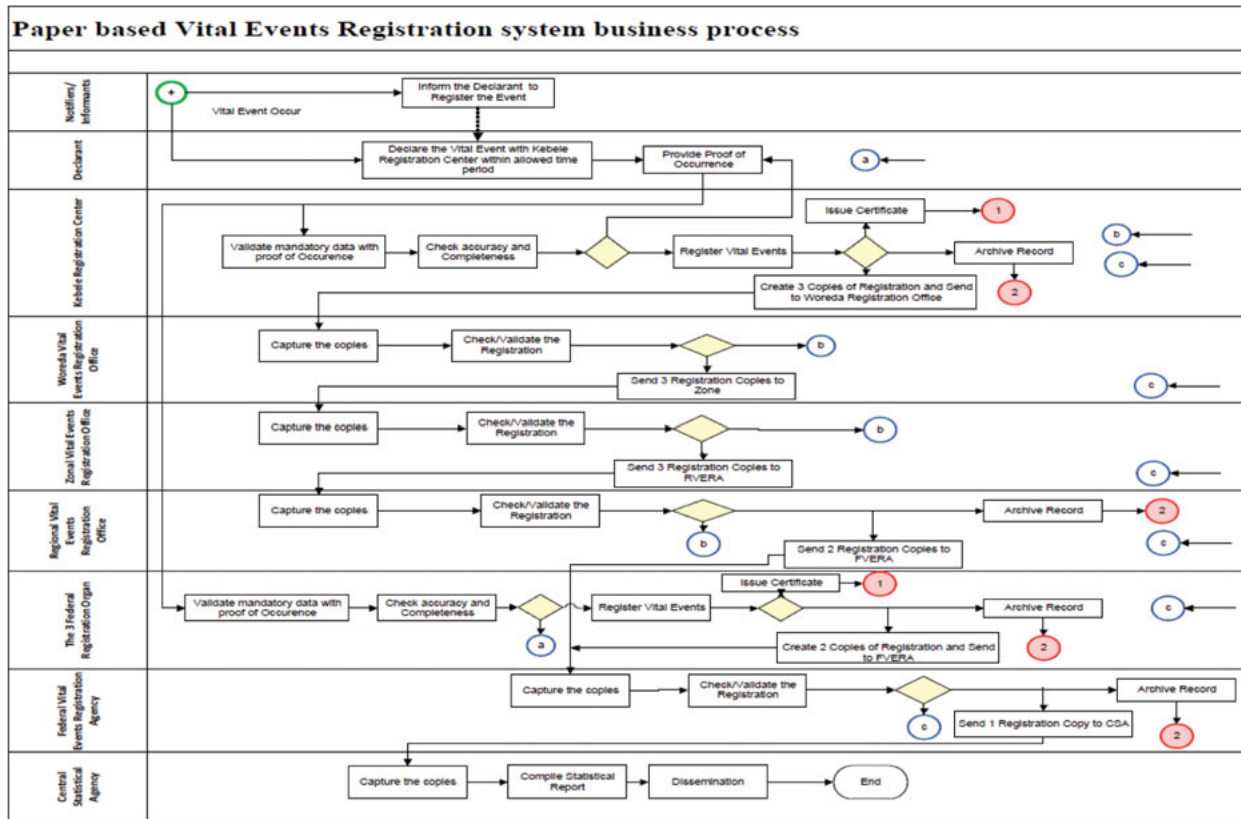 Paper based Vital Events Registration system business process
Notifiers/
Informants
+
Vital Event Occur
Inform the Declarant to
Register the Event
Declarant
Declare the Vital Event with Kebele
Registration Center within allowed time
period
Provide Proof of
Occurrence
a
Kebele Registration Center
Issue Certificate
1
Validate mandatory data with
proof of Occurence
Check accuracy and
Completeness
Register Vital Events
Archive Record
b
c
Create 3 Copies of Registration and Send
to Woreda Registration Office
2
Woreda Vital
Events Registration
Office
Capture the copies
Check/Validate the
Registration
b
Send 3 Registration Copies to
Zone
c
Zonal Vital Events
Registration Office
Capture the copies
Check/Validate the
Registration
b
Send 3 Registration Copies to
RVERA
c
Regional Vital
Events
Registration
Office
Capture the copies
Check/Validate the
Registration
b
Archive Record
2
c
Send 2 Registration Copies to
FVERA
The 3 Federal
Registration Organ
Issue Certificate
1
Validate mandatory data with
proof of Occurence
Check accuracy and
Completeness
a
Register Vital Events
Archive Record
c
Create 2 Copies of Registration and Send
to FVERA
2
Federal Vital
Events Registration
Agency
Capture the copies
Check/Validate the
Registration
c
Archive Record
Send 1 Registration Copy to CSA
2
Central
Statistical
Agency
Capture the copies
Compile Statistical
Report
Dissemination
End